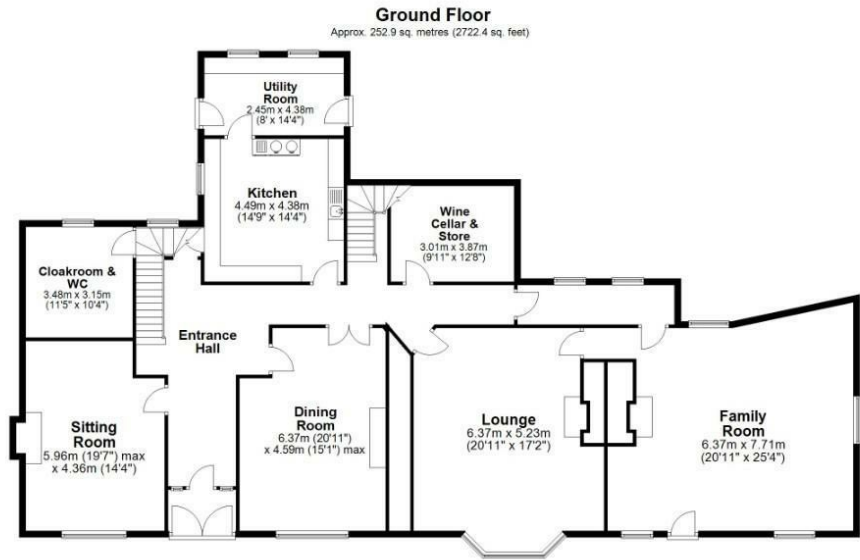 Ground Floor
Approx. 252.9 sq. metres (2722.4 sq. feet)
Utility
Room
2.45m x 4.38m
(8' x 14'4")
Kitchen
4.49m x 4.38m
(14'9" x 14'4")
Wine
Cellar &
Store
3.01m x 3.87m
(9'11" x 12'8")
Cloakroom &
WC
3.48m x 3.15m
(11'5" x 10'4")
Entrance
Hall
Sitting
Room
5.96m (19'7") max
x 4.36m (14'4")
Dining
Room
6.37m (20'11")
x 4.59m (15'1") max
Lounge
6.37m x 5.23m
(20'11" x 17'2")
Family
Room
6.37m x 7.71m
(20'11" x 25'4")